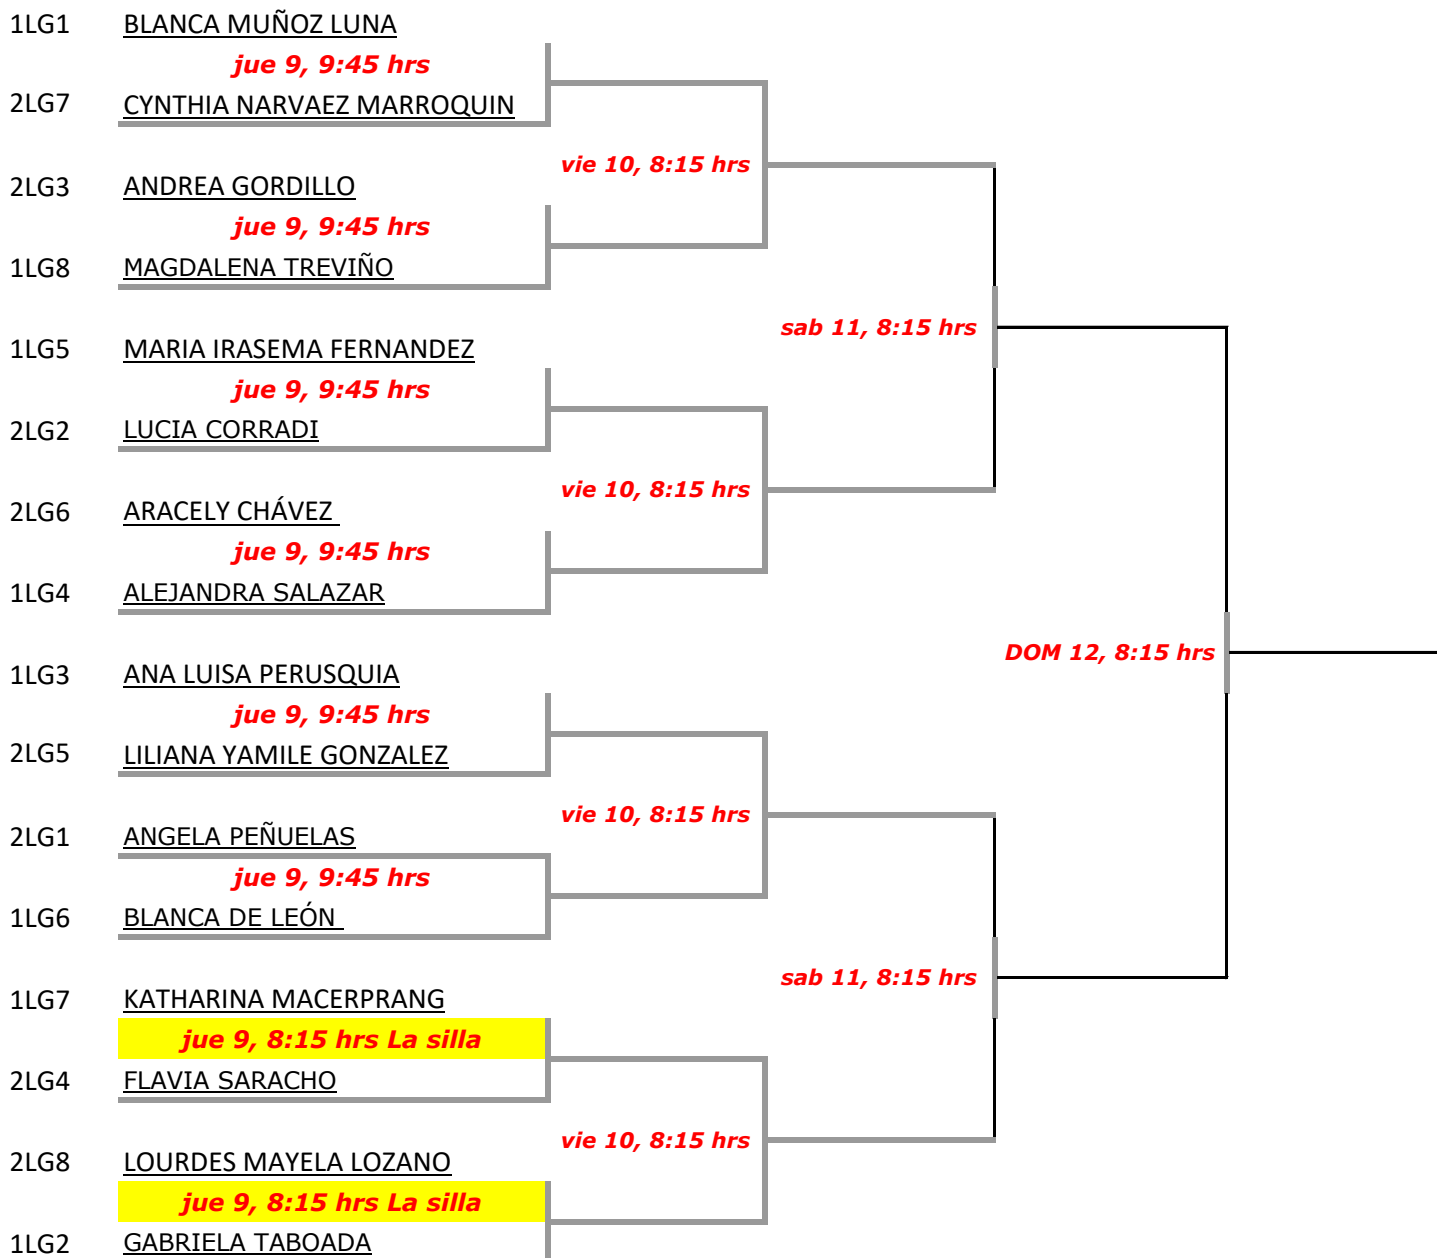 1LG1 BLANCA MUÑOZ LUNA
jue 9, 9:45 hrs
2LG7 CYNTHIA NARVAEZ MARROQUIN
vie 10, 8:15 hrs
2LG3 ANDREA GORDILLO
jue 9, 9:45 hrs
1LG8 MAGDALENA TREVIÑO
sab 11, 8:15 hrs
1LG5 MARIA IRASEMA FERNANDEZ
jue 9, 9:45 hrs
2LG2 LUCIA CORRADI
vie 10, 8:15 hrs
2LG6 ARACELY CHÁVEZ
jue 9, 9:45 hrs
1LG4 ALEJANDRA SALAZAR
DOM 12, 8:15 hrs
1LG3 ANA LUISA PERUSQUIA
jue 9, 9:45 hrs
2LG5 LILIANA YAMILE GONZALEZ
vie 10, 8:15 hrs
2LG1 ANGELA PEÑUELAS
jue 9, 9:45 hrs
1LG6 BLANCA DE LEÓN
sab 11, 8:15 hrs
1LG7 KATHARINA MACERPRANG
jue 9, 8:15 hrs La silla
2LG4 FLAVIA SARACHO
vie 10, 8:15 hrs
2LG8 LOURDES MAYELA LOZANO
jue 9, 8:15 hrs La silla
1LG2 GABRIELA TABOADA